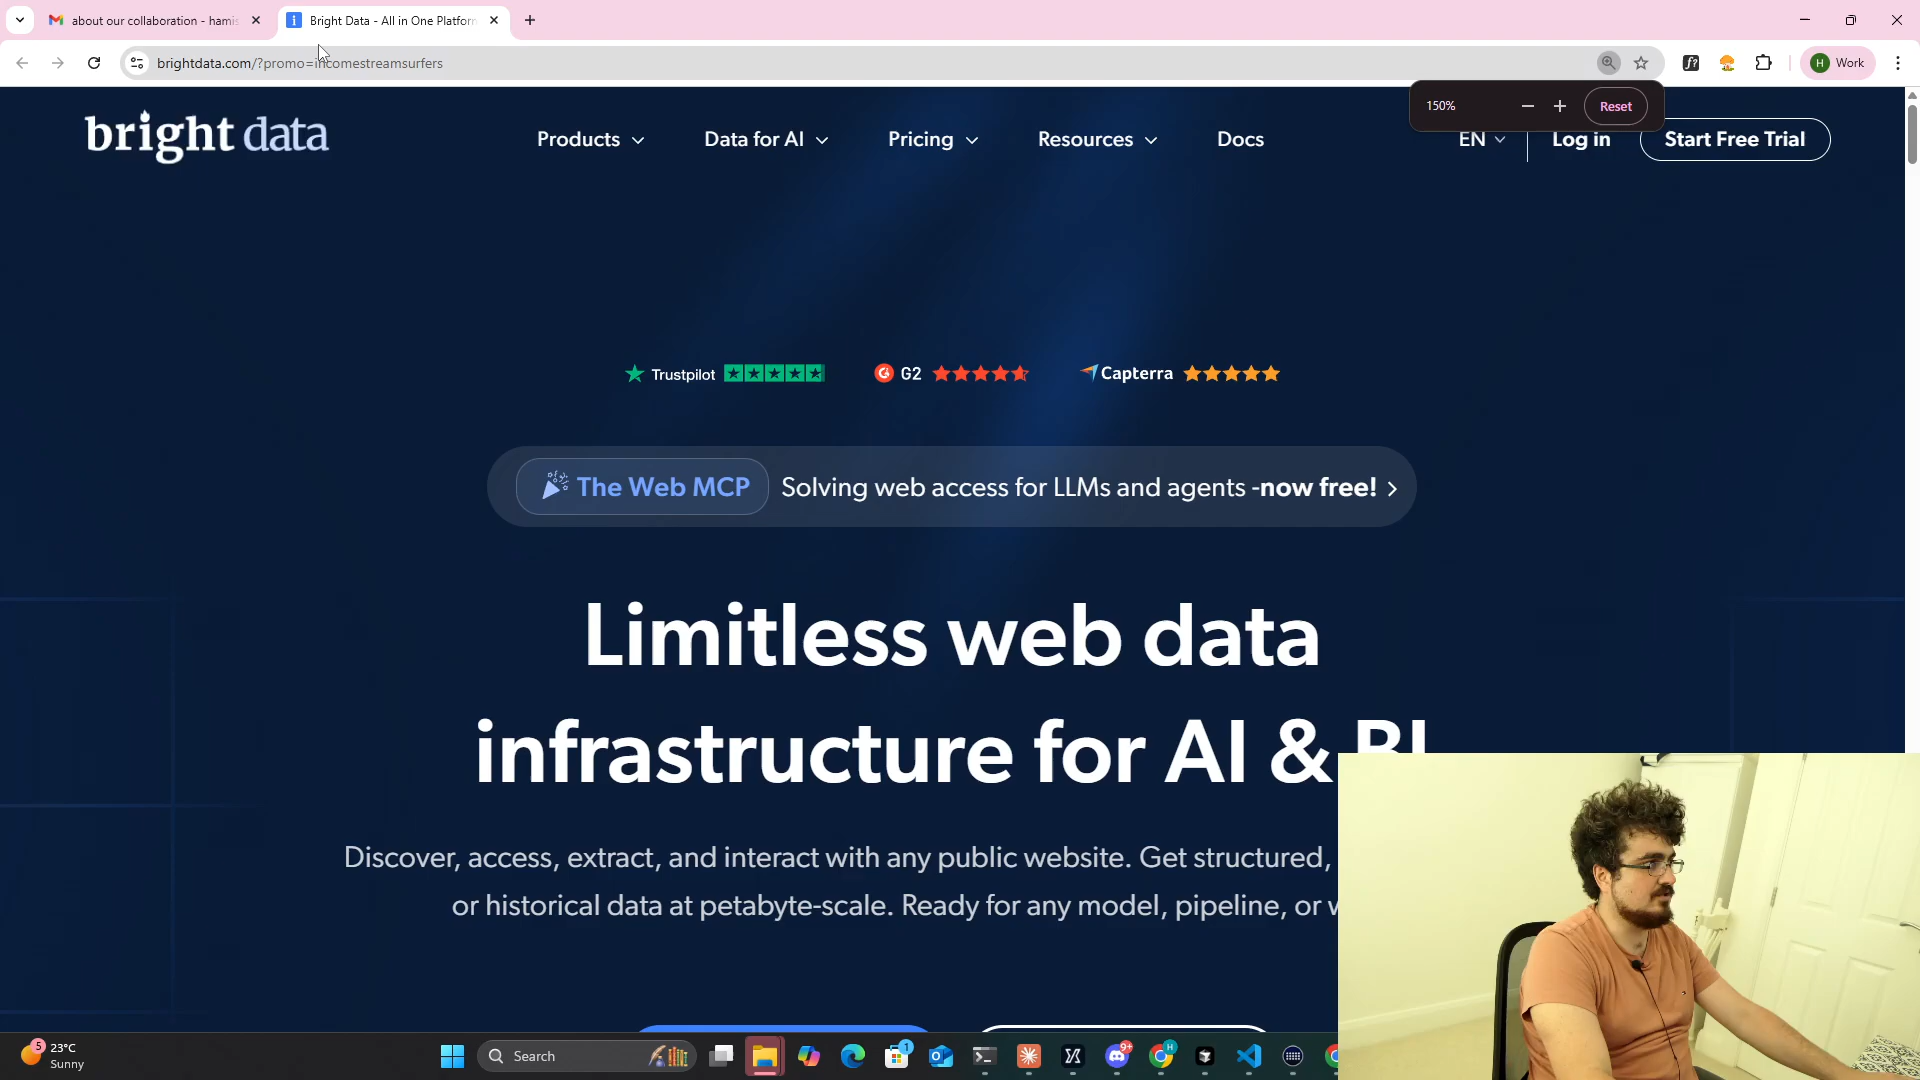 about our collaboration - hamis
Bright Data - All in One Platform
brightdata.com/?promo=incomestreamsurfers
Work
150%
Reset
bright data
Products
Data for AI
Pricing
Resources
Docs
EN
Log in
Start Free Trial
Trustpilot
G2
Capterra
The Web MCP
Solving web access for LLMs and agents -now free!
Limitless web data
infrastructure for AI & BI
Discover, access, extract, and interact with any public website. Get structured,
or historical data at petabyte-scale. Ready for any model, pipeline, or
5
23°C
Sunny
Search
1
9+
H